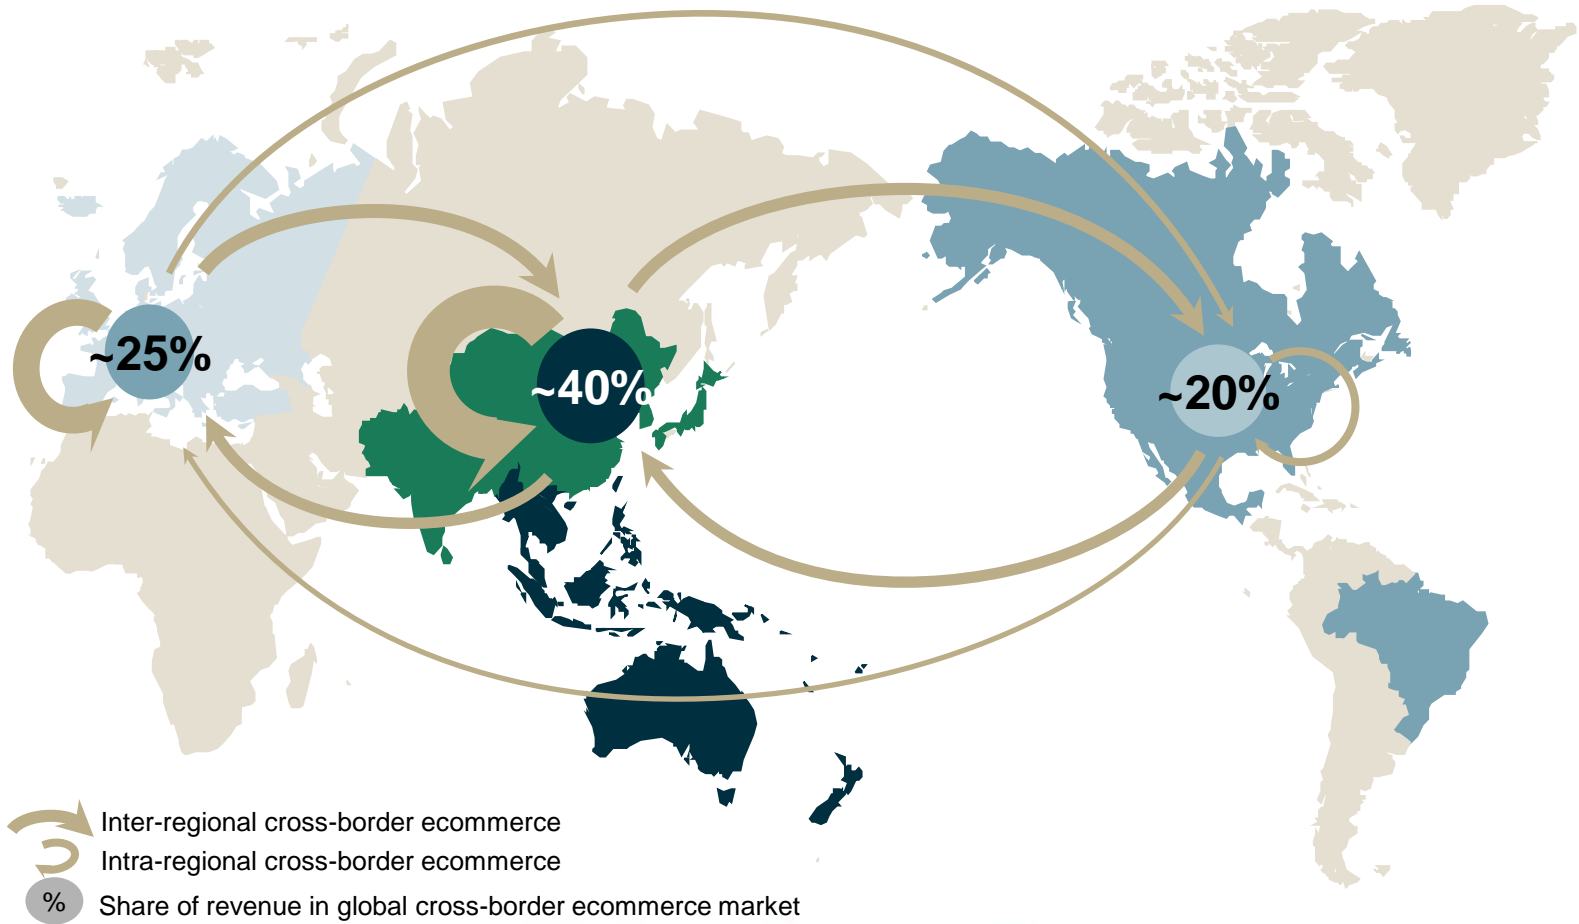 ~25%
~40%
~20%
Inter-regional cross-border ecommerce
Intra-regional cross-border ecommerce
% Share of revenue in global cross-border ecommerce market